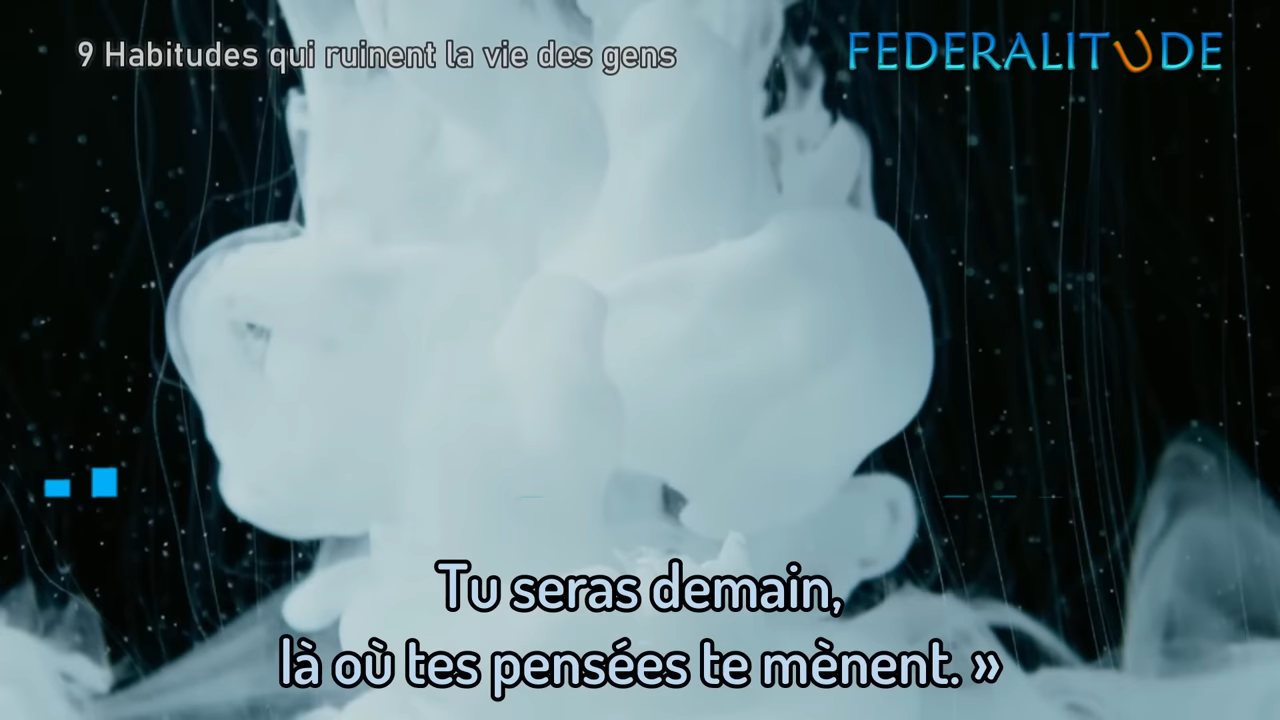 9 Habitudes qui ruinent la vie des gens
FEDERALITUDE
Tu seras demain,
là où tes pensées te mènent. »